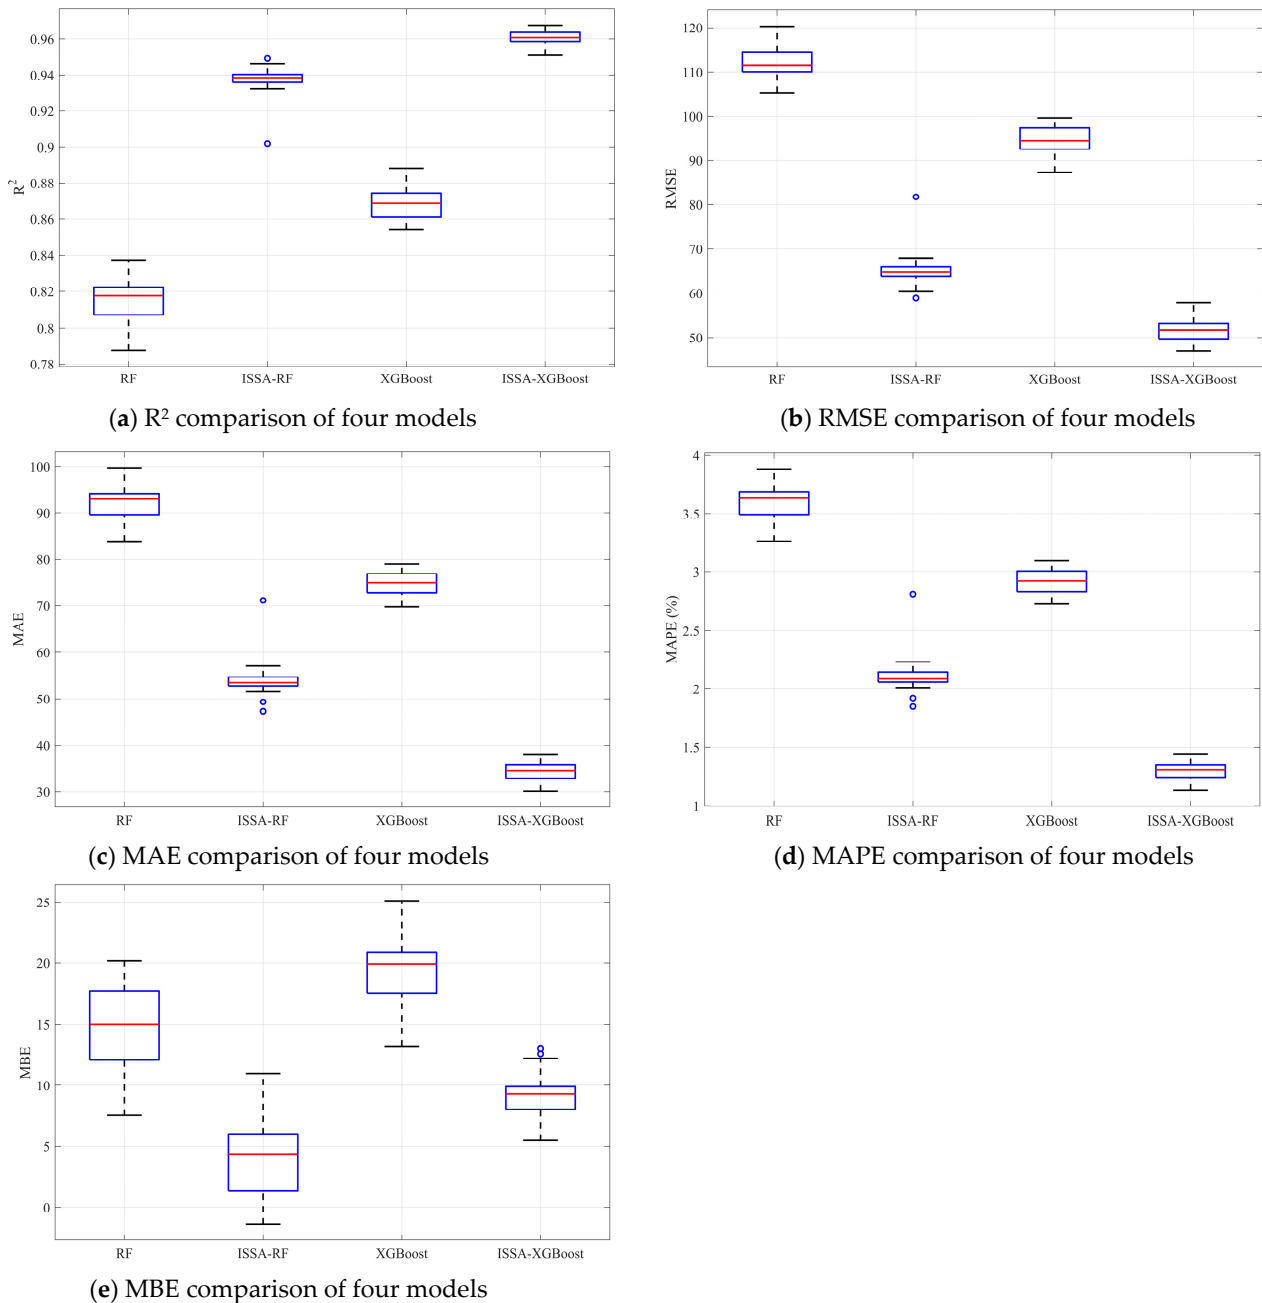 0.96
0.94
0.92
0.9
0.88
0.86
0.84
0.82
0.8
0.78
R2
RF ISSA-RF XGBoost ISSA-XGBoost
(a) R2 comparison of four models
120
110
100
90
80
70
60
50
RMSE
RF ISSA-RF XGBoost ISSA-XGBoost
(b) RMSE comparison of four models
100
90
80
70
60
50
40
30
MAE
RF ISSA-RF XGBoost ISSA-XGBoost
(c) MAE comparison of four models
4
3.5
3
2.5
2
1.5
1
MAPE (%)
RF ISSA-RF XGBoost ISSA-XGBoost
(d) MAPE comparison of four models
25
20
15
10
5
0
MBE
RF ISSA-RF XGBoost ISSA-XGBoost
(e) MBE comparison of four models